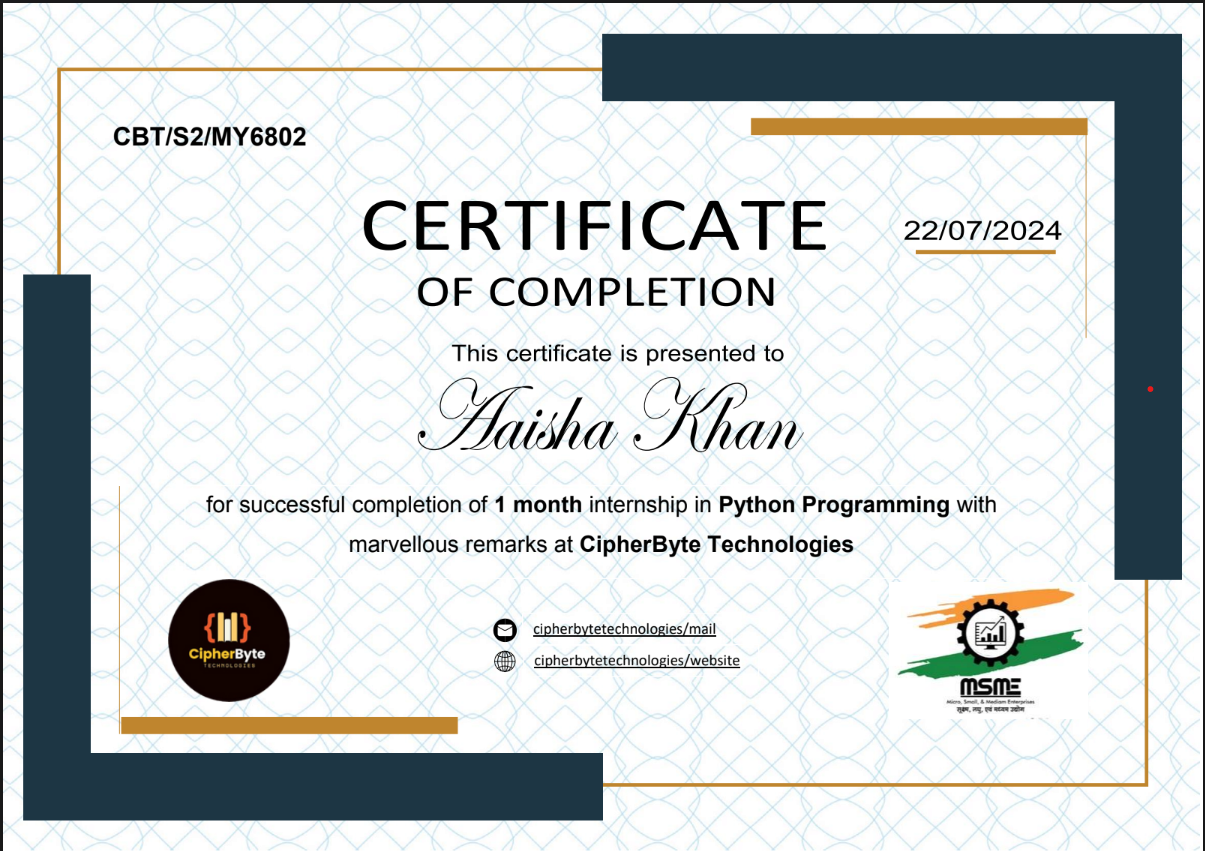 CBT/S2/MY6802
CERTIFICATE
22/07/2024
OF COMPLETION
This certificate is presented to
Aaisha Khan
for successful completion of 1 month internship in Python Programming with
marvellous remarks at CipherByte Technologies
CipherByte
TECHNOLOGIES
cipherbytetechnologies/mail
cipherbytetechnologies/website
MSME
Micro, Small, & Mediam Enterprises
सूक्ष्म, लघु, एवं मध्यम उद्योग